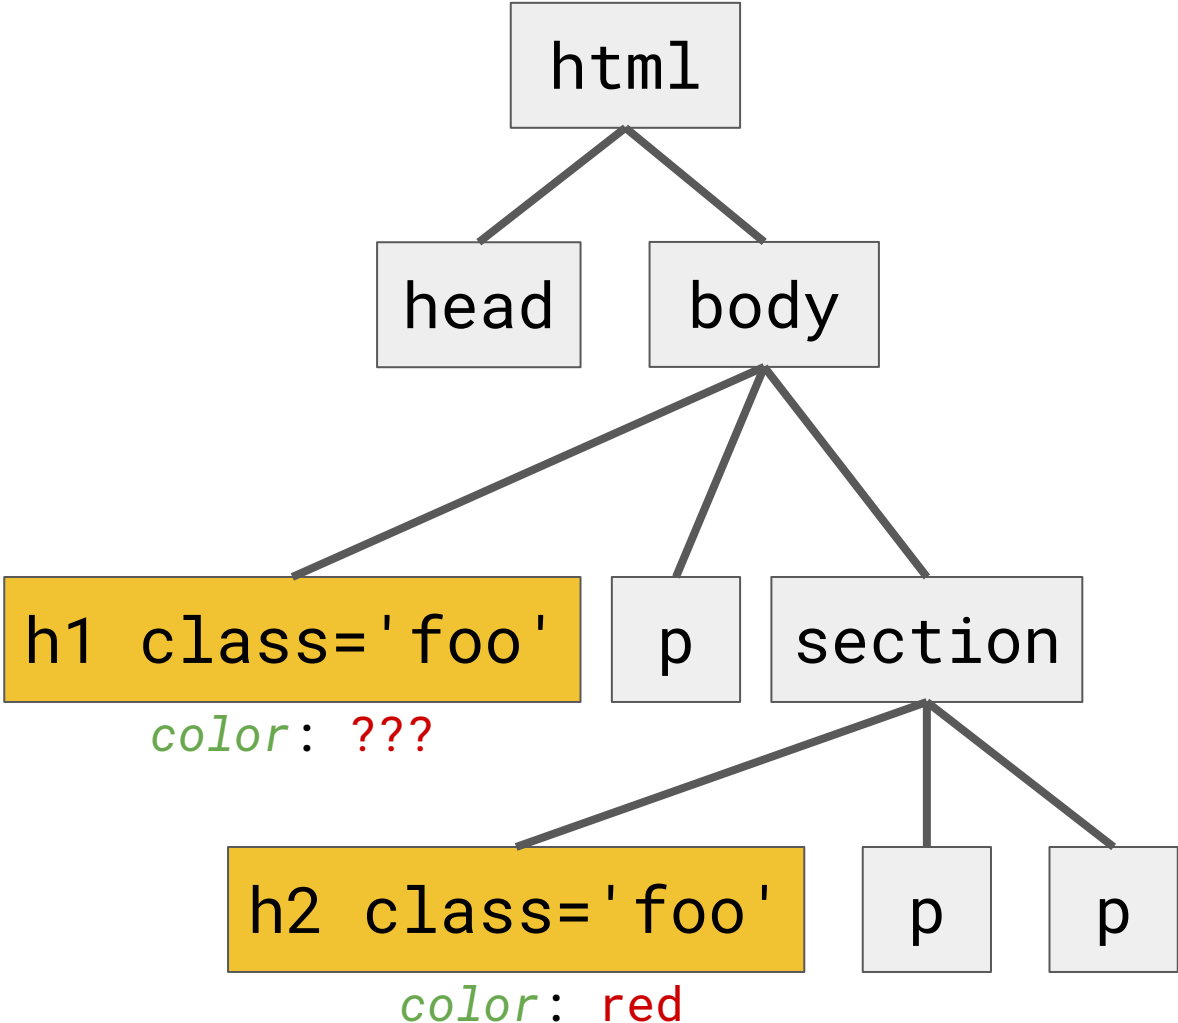 html
head
body
h1 class='foo'
p
section
color: ???
h2 class='foo'
p
p
color: red